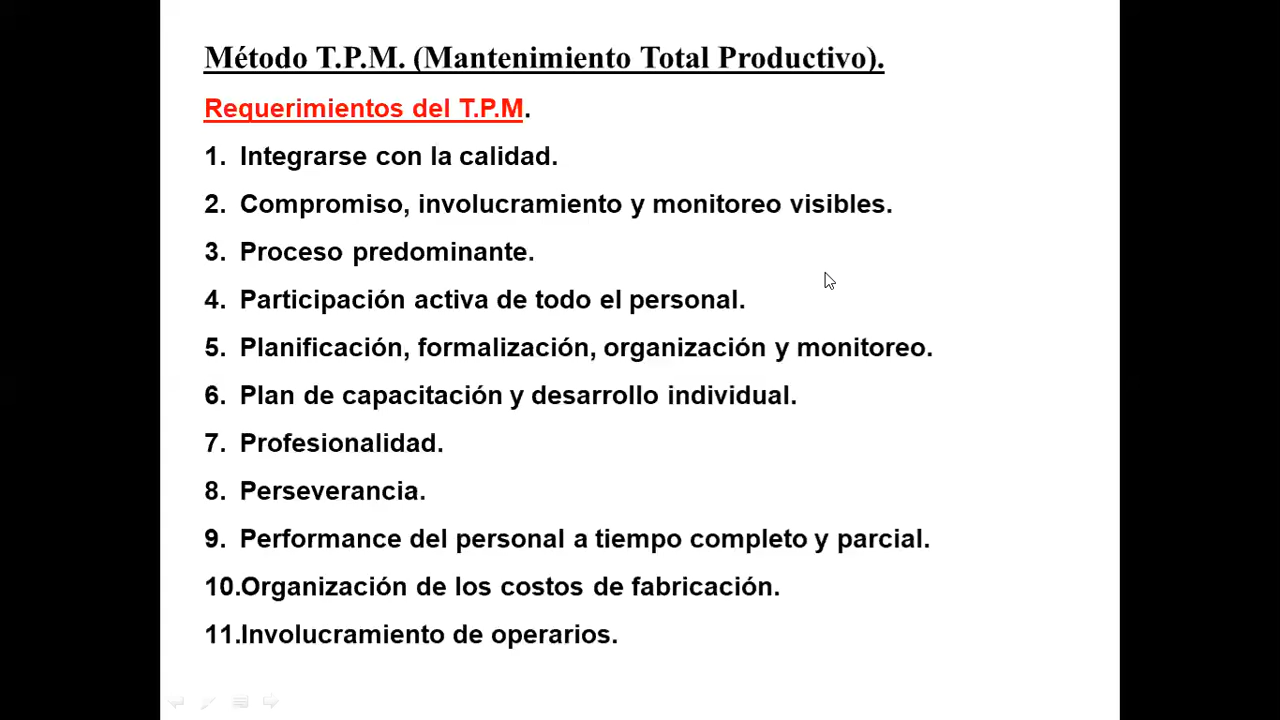 Método T.P.M. (Mantenimiento Total Productivo).
Requerimientos del T.P.M.
1. Integrarse con la calidad.
2. Compromiso, involucramiento y monitoreo visibles.
3. Proceso predominante.
4. Participación activa de todo el personal.
5. Planificación, formalización, organización y monitoreo.
6. Plan de capacitación y desarrollo individual.
7. Profesionalidad.
8. Perseverancia.
9. Performance del personal a tiempo completo y parcial.
10.Organización de los costos de fabricación.
11.Involucramiento de operarios.